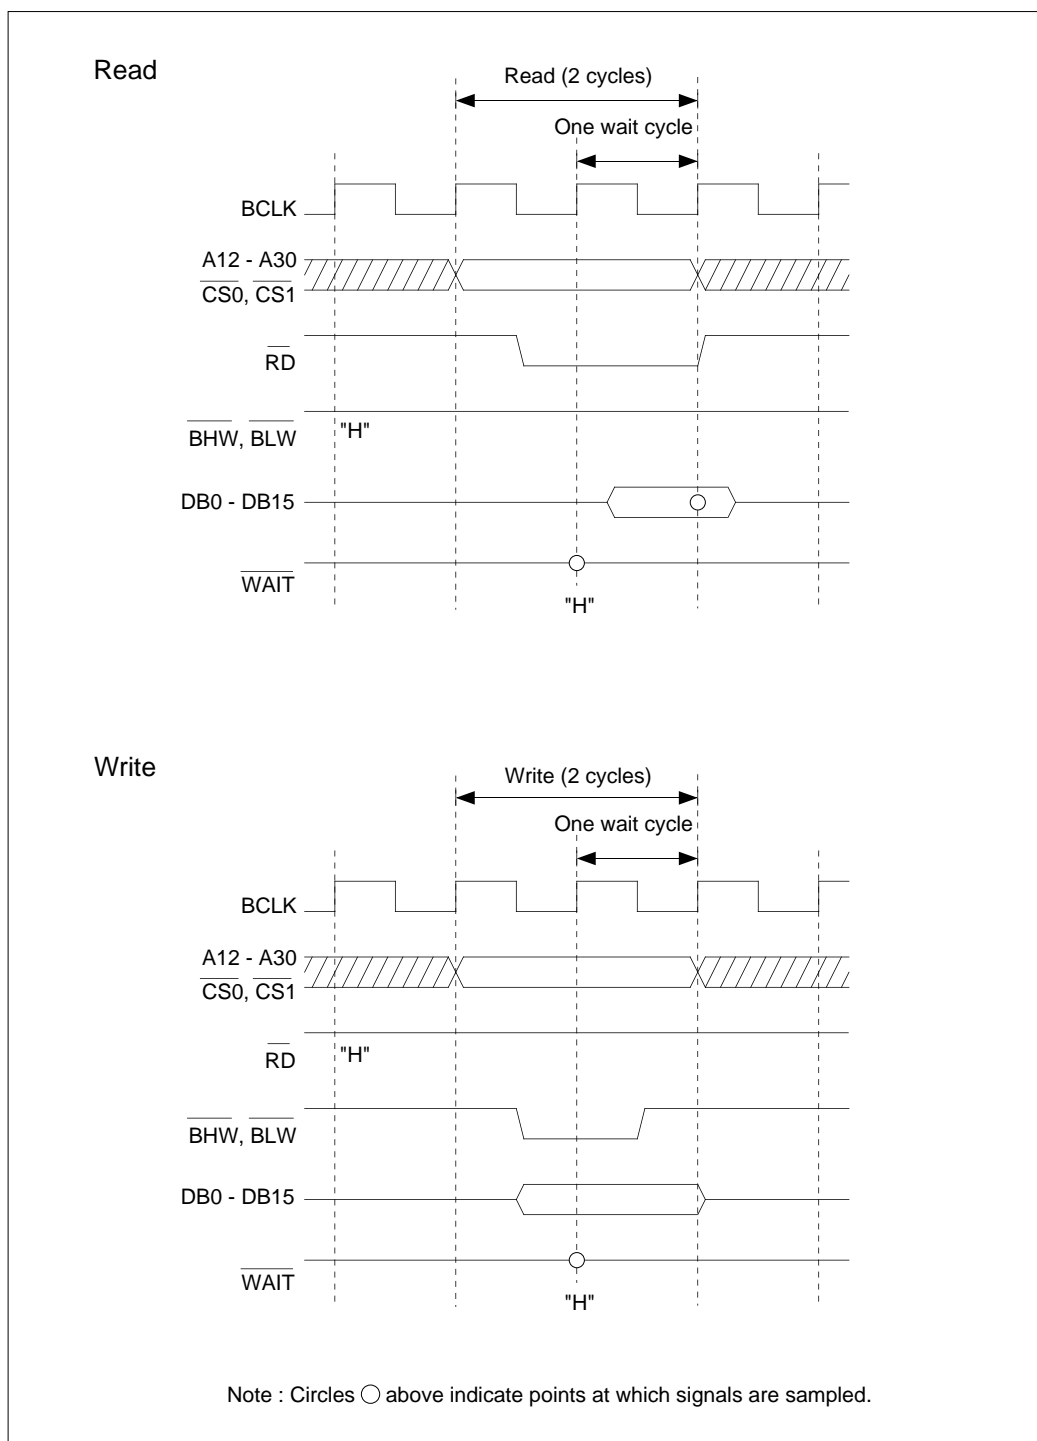 Read
Read (2 cycles)
One wait cycle
BCLK
A12 - A30
CS0, CS1
RD
BHW, BLW
"H"
DB0 - DB15
WAIT
"H"
Write
Write (2 cycles)
One wait cycle
BCLK
A12 - A30
CS0, CS1
RD
"H"
BHW, BLW
DB0 - DB15
WAIT
"H"
Note : Circles ○ above indicate points at which signals are sampled.